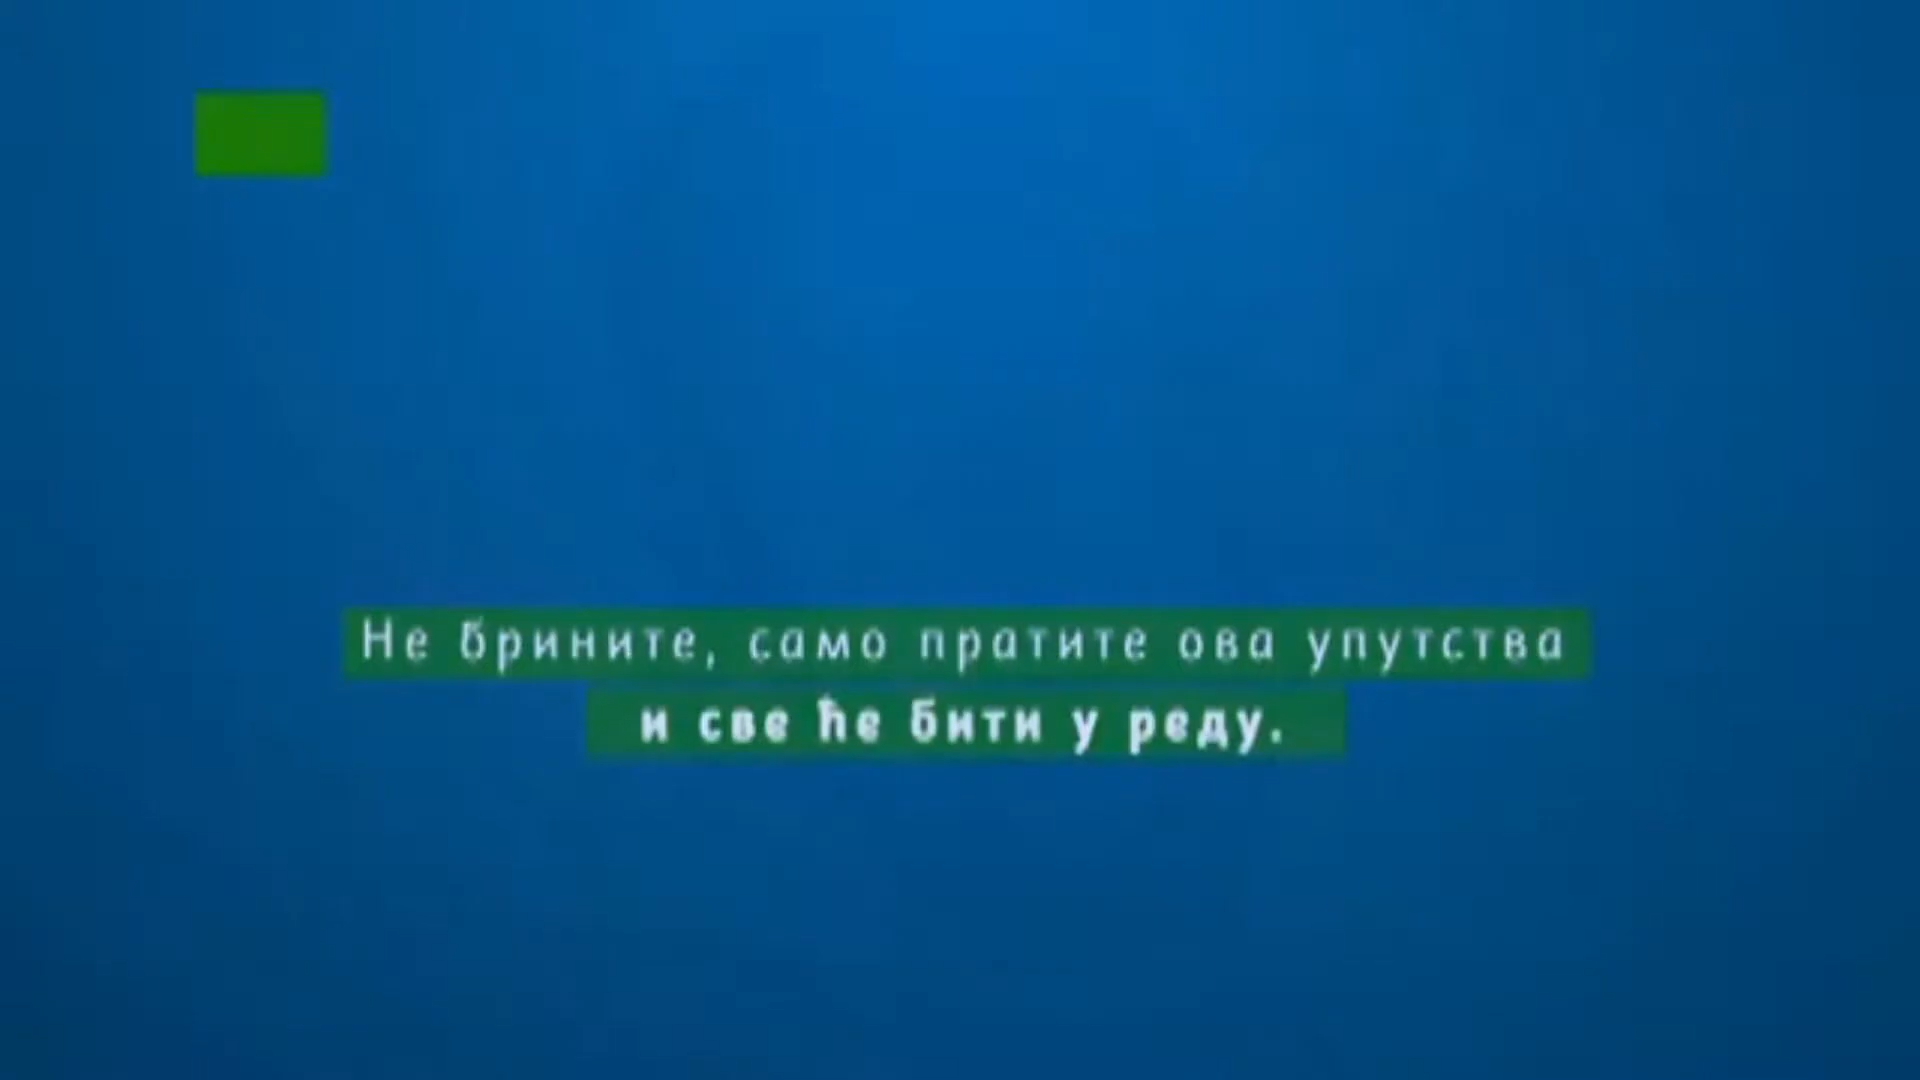 Не брините, само пратите ова упутства
и све ће бити у реду.